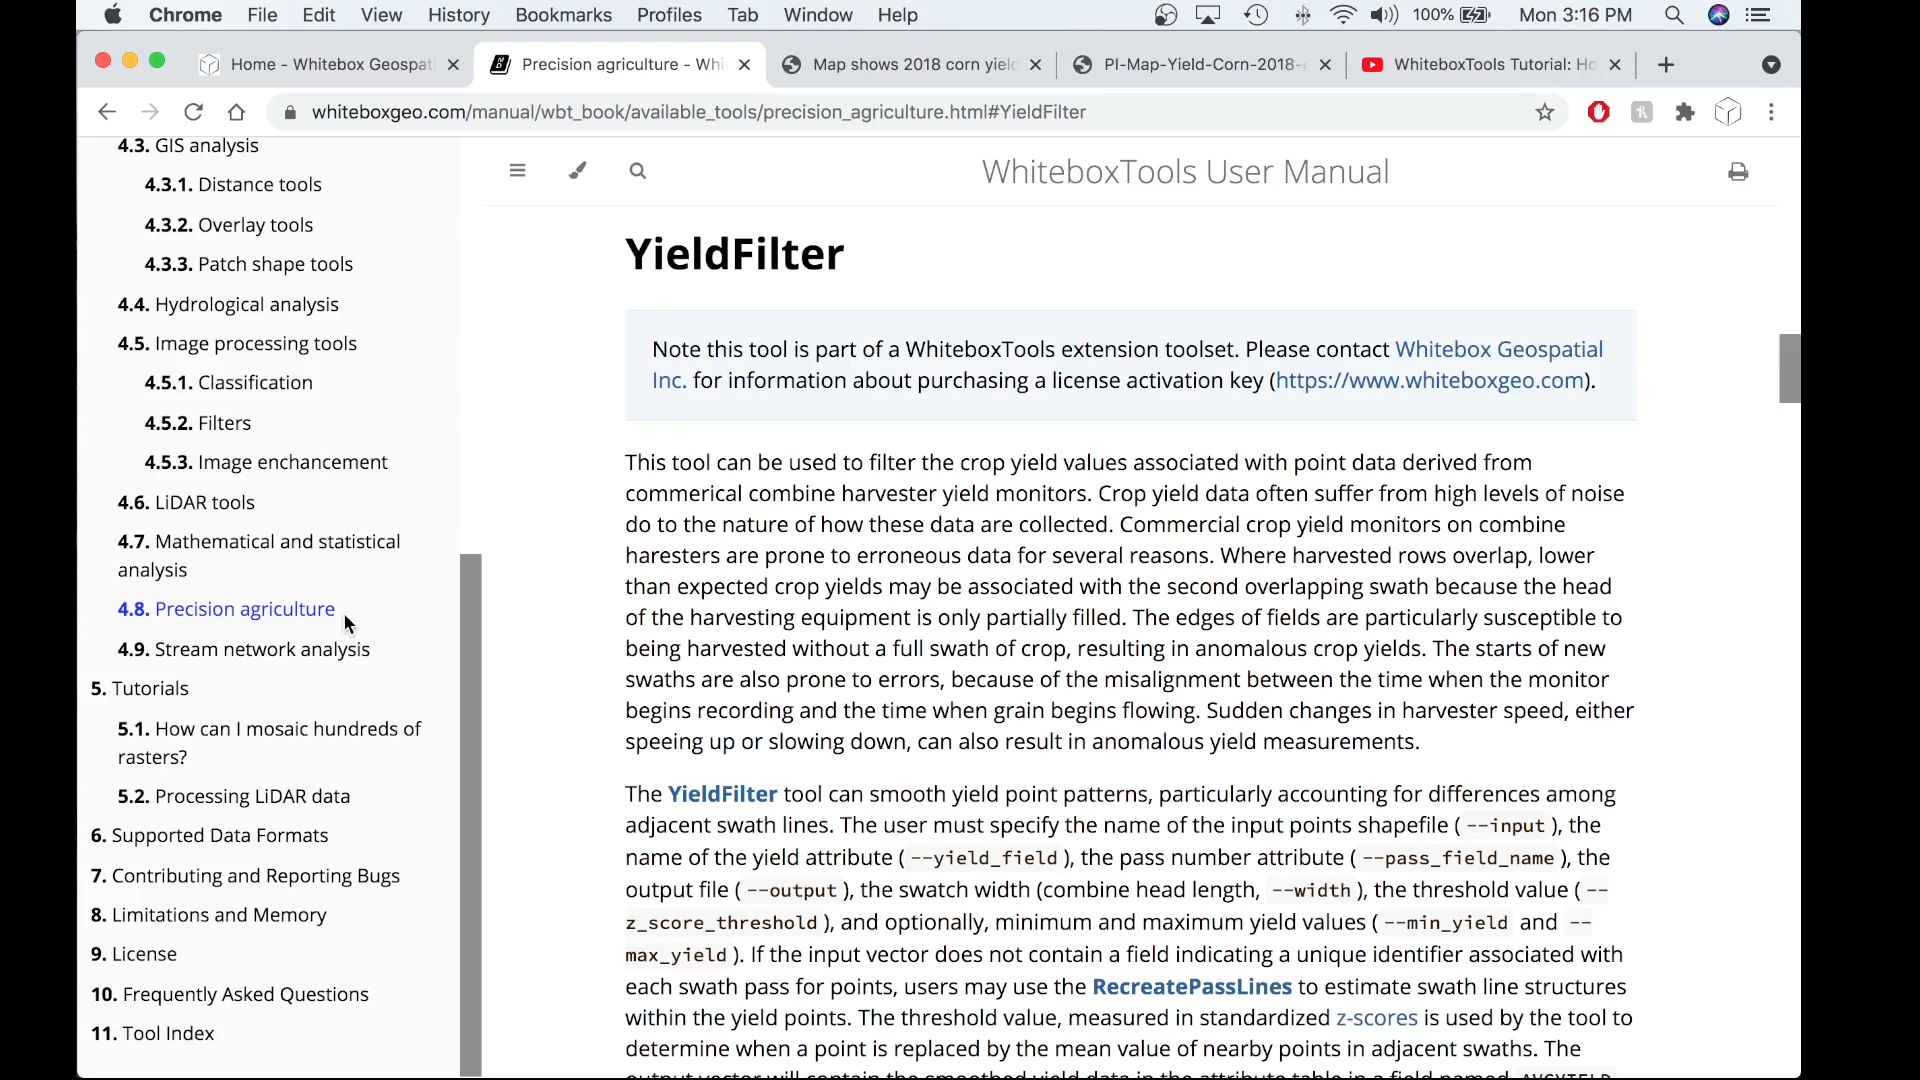 Chrome File Edit View History Bookmarks Profiles Tab Window Help 100% Mon 3:16 PM
Home - Whitebox Geospat Precision agriculture - Whi Map shows 2018 corn yiel PI-Map-Yield-Corn-2018- WhiteboxTools Tutorial: Ho
whiteboxgeo.com/manual/wbt_book/available_tools/precision_agriculture.html#YieldFilter
4.3. GIS analysis
4.3.1. Distance tools
4.3.2. Overlay tools
4.3.3. Patch shape tools
4.4. Hydrological analysis
4.5. Image processing tools
4.5.1. Classification
4.5.2. Filters
4.5.3. Image enchancement
4.6. LiDAR tools
4.7. Mathematical and statistical
analysis
4.8. Precision agriculture
4.9. Stream network analysis
5. Tutorials
5.1. How can I mosaic hundreds of
rasters?
5.2. Processing LiDAR data
6. Supported Data Formats
7. Contributing and Reporting Bugs
8. Limitations and Memory
9. License
10. Frequently Asked Questions
11. Tool Index
WhiteboxTools User Manual
YieldFilter
Note this tool is part of a WhiteboxTools extension toolset. Please contact Whitebox Geospatial
Inc. for information about purchasing a license activation key (https://www.whiteboxgeo.com).
This tool can be used to filter the crop yield values associated with point data derived from
commerical combine harvester yield monitors. Crop yield data often suffer from high levels of noise
do to the nature of how these data are collected. Commercial crop yield monitors on combine
haresters are prone to erroneous data for several reasons. Where harvested rows overlap, lower
than expected crop yields may be associated with the second overlapping swath because the head
of the harvesting equipment is only partially filled. The edges of fields are particularly susceptible to
being harvested without a full swath of crop, resulting in anomalous crop yields. The starts of new
swaths are also prone to errors, because of the misalignment between the time when the monitor
begins recording and the time when grain begins flowing. Sudden changes in harvester speed, either
speeing up or slowing down, can also result in anomalous yield measurements.
The YieldFilter tool can smooth yield point patterns, particularly accounting for differences among
adjacent swath lines. The user must specify the name of the input points shapefile ( --input ), the
name of the yield attribute ( --yield_field ), the pass number attribute ( --pass_field_name ), the
output file ( --output ), the swatch width (combine head length, --width ), the threshold value ( --
z_score_threshold ), and optionally, minimum and maximum yield values ( --min_yield and --
max_yield ). If the input vector does not contain a field indicating a unique identifier associated with
each swath pass for points, users may use the RecreatePassLines to estimate swath line structures
within the yield points. The threshold value, measured in standardized z-scores is used by the tool to
determine when a point is replaced by the mean value of nearby points in adjacent swaths. The
output vector will contain the smoothed yield data in the attribute table in a field named AVGYIELD